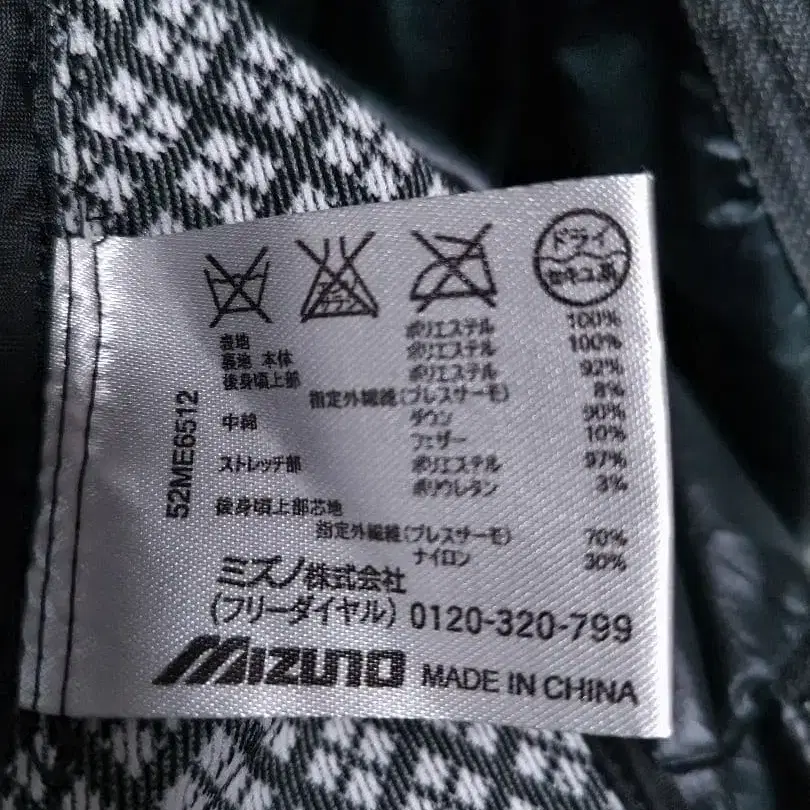 ドライ
セキユ系
エンソサラシ
表地 ポリエステル 100%
裏地 本体 ポリエステル 100%
後身頃上部 ポリエステル 92%
指定外繊維(ブレスサーモ) 8%
中綿 ダウン 90%
フェザー 10%
ストレッチ部 ポリエステル 97%
ポリウレタン 3%
後身頃上部芯地
指定外繊維(ブレスサーモ) 70%
ナイロン 30%
52ME6512
ミズノ株式会社
(フリーダイヤル) 0120-320-799
MIZUNO MADE IN CHINA